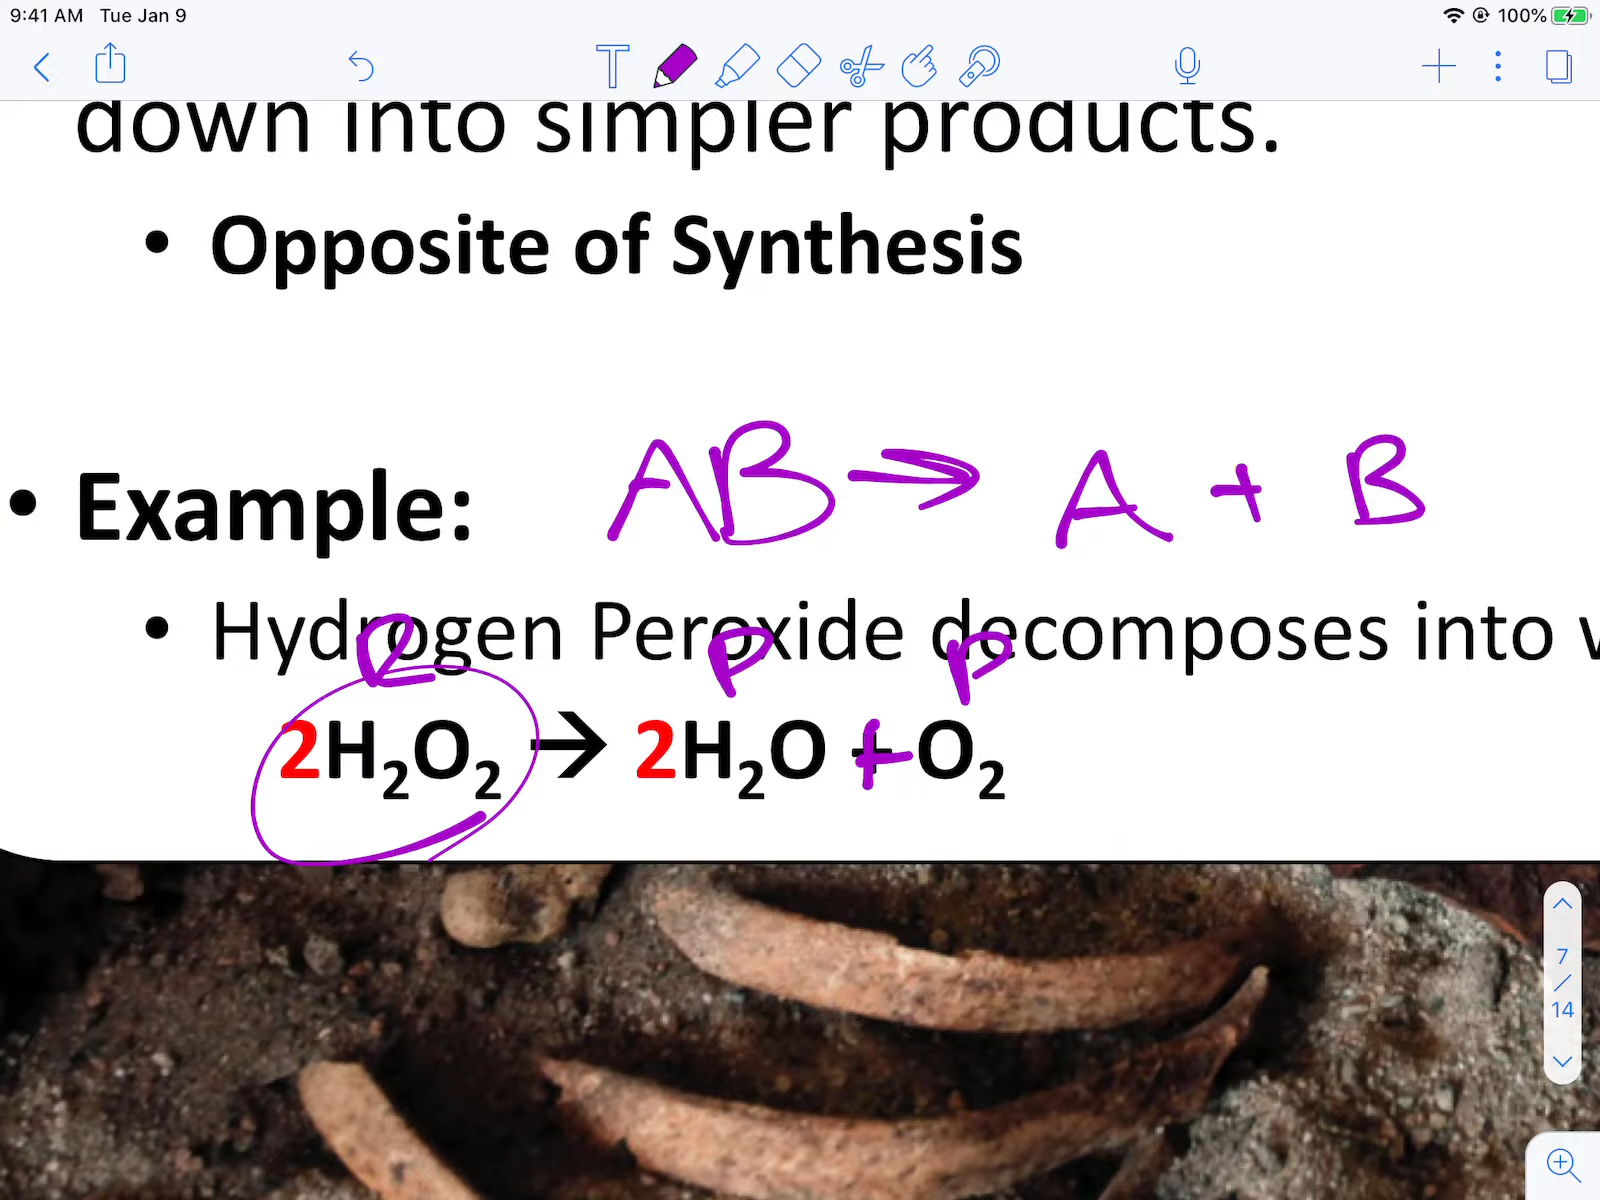 9:41 AM Tue Jan 9
100%
T
down into simpler products.
• Opposite of Synthesis
• Example: AB → A + B
• Hydrogen Peroxide decomposes into
R P P
2H₂O₂ → 2H₂O + O₂
7
/
14